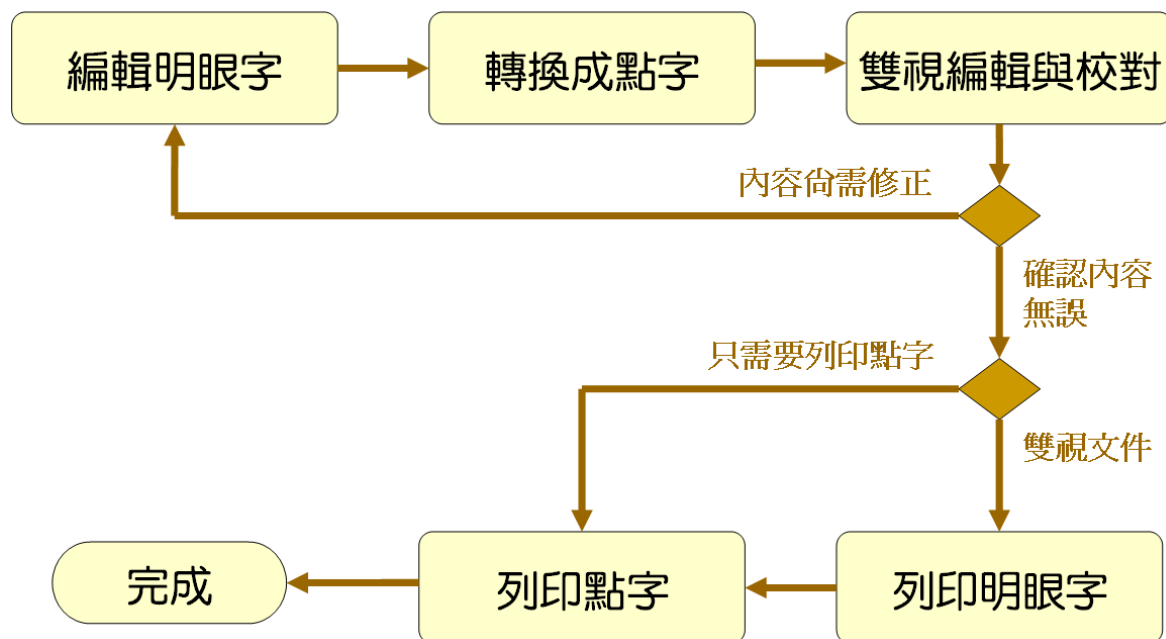 編輯明眼字
轉換成點字
雙視編輯與校對
內容尚需修正
確認內容
無誤
只需要列印點字
雙視文件
完成
列印點字
列印明眼字